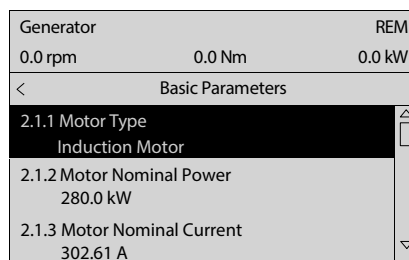 Generator REM
0.0 rpm 0.0 Nm 0.0 kW
< Basic Parameters
2.1.1 Motor Type
Induction Motor
2.1.2 Motor Nominal Power
280.0 kW
2.1.3 Motor Nominal Current
302.61 A